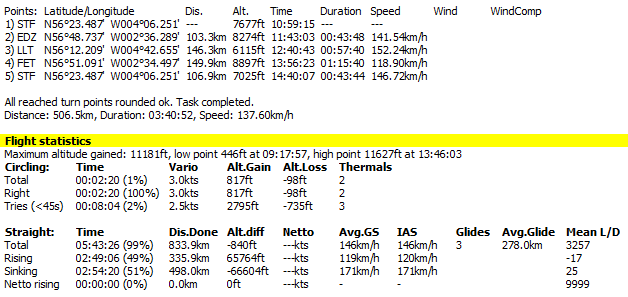 Points: Latitude/Longitude Dis. Alt. Time Duration Speed Wind WindComp
1) STF N56°23.487' W004°06.251' --- 7677ft 10:59:15 ---
2) EDZ N56°48.737' W002°36.289' 103.3km 8274ft 11:43:03 00:43:48 141.54km/h
3) LLT N56°12.209' W004°42.655' 146.3km 6115ft 12:40:43 00:57:40 152.24km/h
4) FET N56°51.091' W002°34.497' 149.9km 8897ft 13:56:23 01:15:40 118.90km/h
5) STF N56°23.487' W004°06.251' 106.9km 7025ft 14:40:07 00:43:44 146.72km/h
All reached turn points rounded ok. Task completed.
Distance: 506.5km, Duration: 03:40:52, Speed: 137.60km/h
Flight statistics
Maximum altitude gained: 11181ft, low point 446ft at 09:17:57, high point 11627ft at 13:46:03
Circling: Time Vario Alt.Gain Alt.Loss Thermals
Total 00:02:20 (1%) 3.0kts 817ft -98ft 2
Right 00:02:20 (100%) 3.0kts 817ft -98ft 2
Tries (<45s) 00:08:04 (2%) 2.5kts 2795ft -735ft 3
Straight: Time Dis.Done Alt.diff Netto Avg.GS IAS Glides Avg.Glide Mean L/D
Total 05:43:26 (99%) 833.9km -840ft ---kts 146km/h 146km/h 3 278.0km 3257
Rising 02:49:06 (49%) 335.9km 65764ft ---kts 119km/h 120km/h -17
Sinking 02:54:20 (51%) 498.0km -66604ft ---kts 171km/h 171km/h 25
Netto rising 00:00:00 (0%) 0.0km 0ft ---kts - - 9999